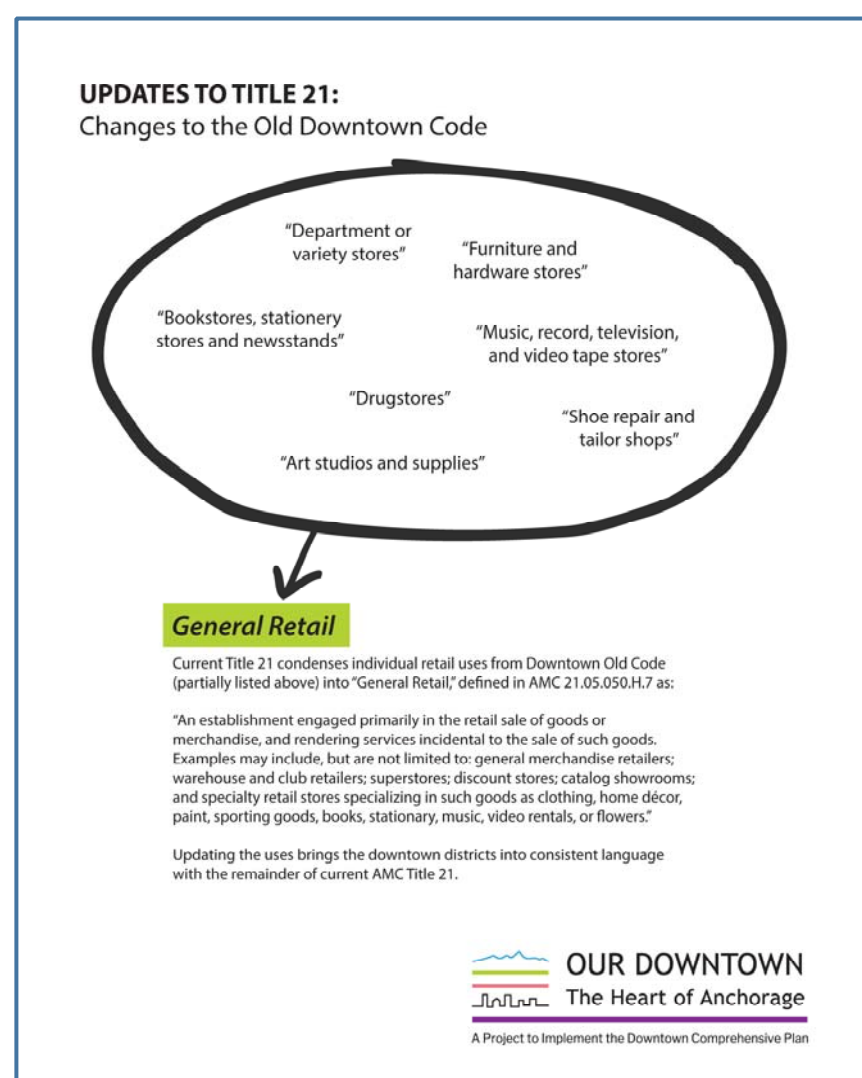 UPDATES TO TITLE 21:
Changes to the Old Downtown Code
“Department or
variety stores”
“Furniture and
hardware stores”
“Bookstores, stationery
stores and newsstands”
“Music, record, television,
and video tape stores”
“Drugstores”
“Shoe repair and
tailor shops”
“Art studios and supplies”
General Retail
Current Title 21 condenses individual retail uses from Downtown Old Code
(partially listed above) into “General Retail,” defined in AMC 21.05.050.H.7 as:
“An establishment engaged primarily in the retail sale of goods or
merchandise, and rendering services incidental to the sale of such goods.
Examples may include, but are not limited to: general merchandise retailers;
warehouse and club retailers; superstores; discount stores; catalog showrooms;
and specialty retail stores specializing in such goods as clothing, home décor,
paint, sporting goods, books, stationary, music, video rentals, or flowers.”
Updating the uses brings the downtown districts into consistent language
with the remainder of current AMC Title 21.
OUR DOWNTOWN
The Heart of Anchorage
A Project to Implement the Downtown Comprehensive Plan